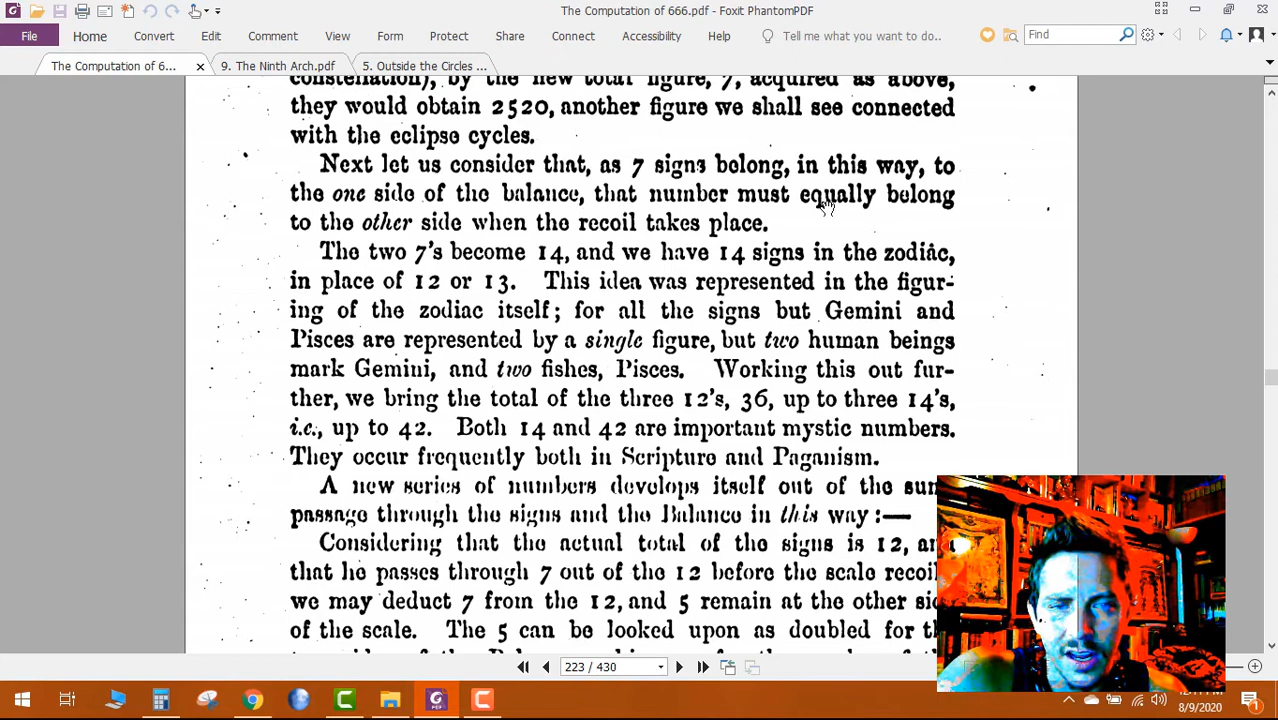 The Computation of 666.pdf - Foxit PhantomPDF
File Home Convert Edit Comment View Form Protect Share Connect Accessibility Help Tell me what you want to do.. Find
The Computation of 6... 9. The Ninth Arch.pdf 5. Outside the Circles ...
constellation), by the new total figure, 7, acquired as above,
they would obtain 2520, another figure we shall see connected
with the eclipse cycles.
Next let us consider that, as 7 signs belong, in this way, to
the one side of the balance, that number must equally belong
to the other side when the recoil takes place.
The two 7's become 14, and we have 14 signs in the zodiac,
in place of 12 or 13. This idea was represented in the figur-
ing of the zodiac itself; for all the signs but Gemini and
Pisces are represented by a single figure, but two human beings
mark Gemini, and two fishes, Pisces. Working this out fur-
ther, we bring the total of the three 12's, 36, up to three 14's,
i.e., up to 42. Both 14 and 42 are important mystic numbers.
They occur frequently both in Scripture and Paganism.
A new series of numbers develops itself out of the sun
passage through the signs and the Balance in this way :—
Considering that the actual total of the signs is 12, an
that he passes through 7 out of the 12 before the scale recoil
we may deduct 7 from the 12, and 5 remain at the other si
of the scale. The 5 can be looked upon as doubled for th
223 / 430
8/9/2020